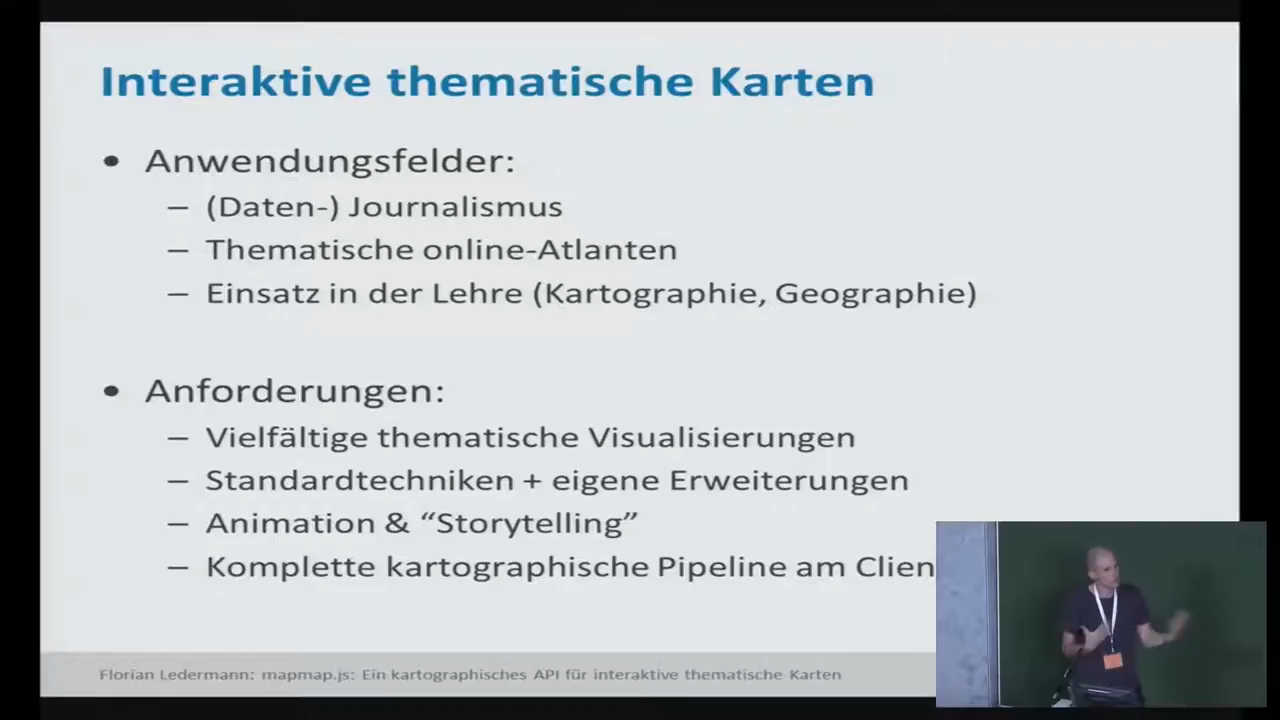 Interaktive thematische Karten
• Anwendungsfelder:
– (Daten-) Journalismus
– Thematische online-Atlanten
– Einsatz in der Lehre (Kartographie, Geographie)
• Anforderungen:
– Vielfältige thematische Visualisierungen
– Standardtechniken + eigene Erweiterungen
– Animation & “Storytelling”
– Komplette kartographische Pipeline am Clien
Florian Ledermann: mapmap.js: Ein kartographisches API für interaktive thematische Karten